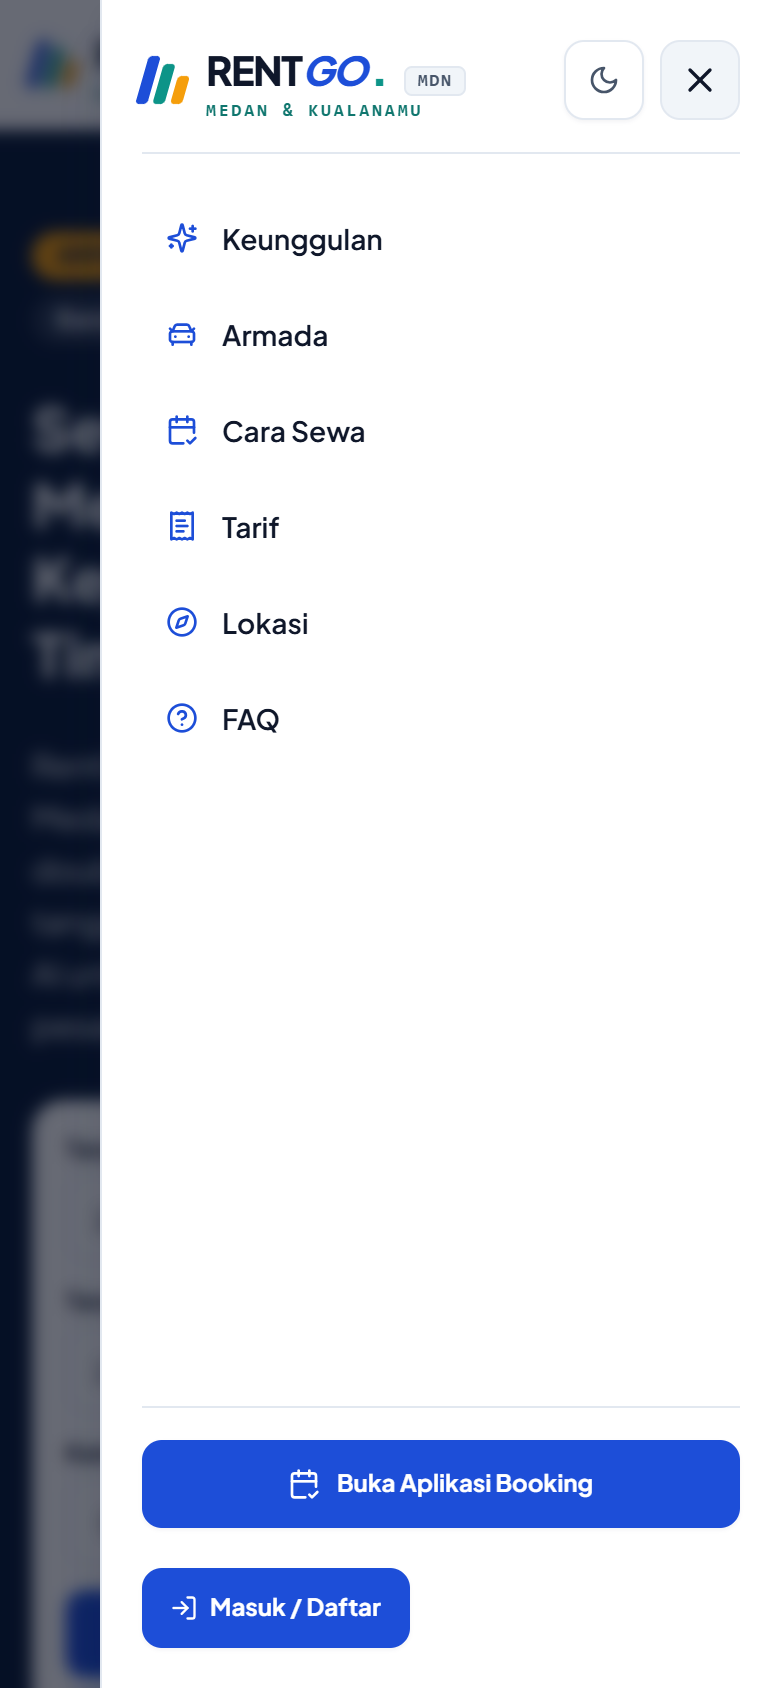 RENTGO. MDN
MEDAN & KUALANAMU
Keunggulan
Armada
Cara Sewa
Tarif
Lokasi
FAQ
Buka Aplikasi Booking
Masuk / Daftar